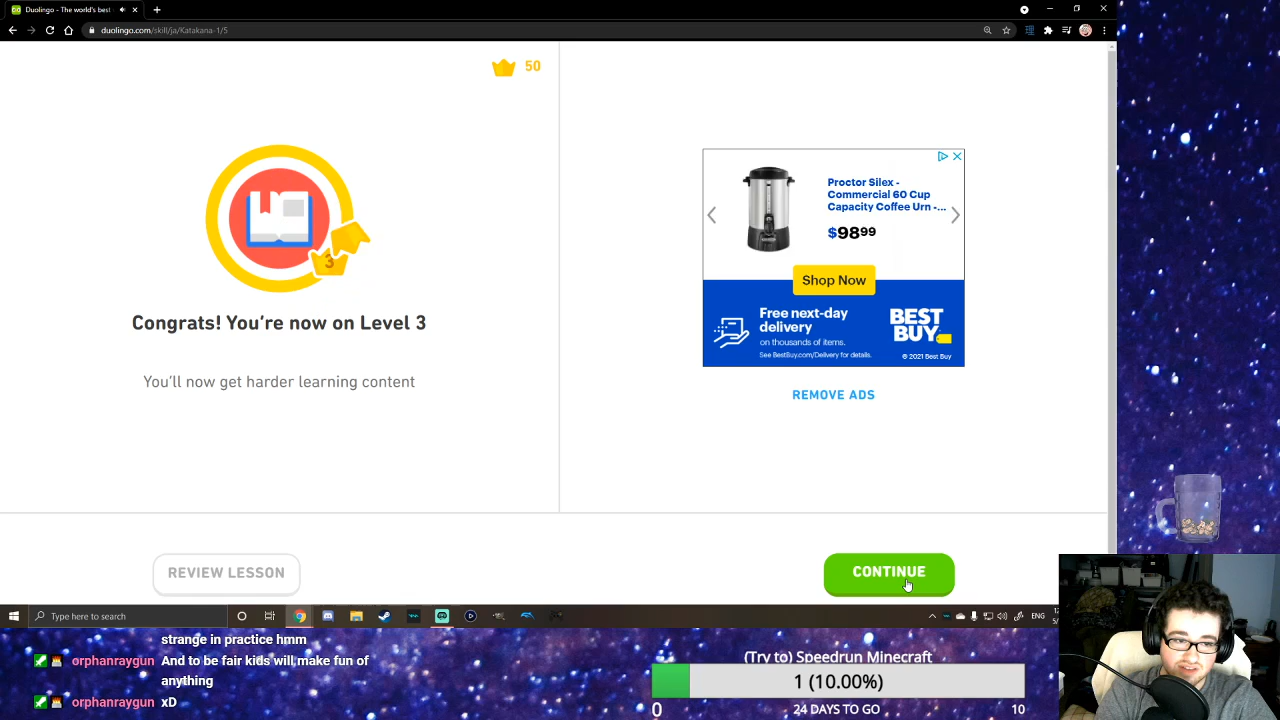 Duolingo - The world's best
duolingo.com/skill/ja/Katakana-1/5
50
3
Congrats! You're now on Level 3
You'll now get harder learning content
Proctor Silex -
Commercial 60 Cup
Capacity Coffee Urn -...
$9899
Shop Now
Free next-day
delivery
on thousands of items.
See BestBuy.com/Delivery for details.
BEST
BUY
© 2021 Best Buy
REMOVE ADS
REVIEW LESSON
CONTINUE
Type here to search
ENG
strange in practice hmm
orphanraygun And to be fair kids will make fun of
anything
orphanraygun xD
(Try to) Speedrun Minecraft
1 (10.00%)
0 24 DAYS TO GO 10